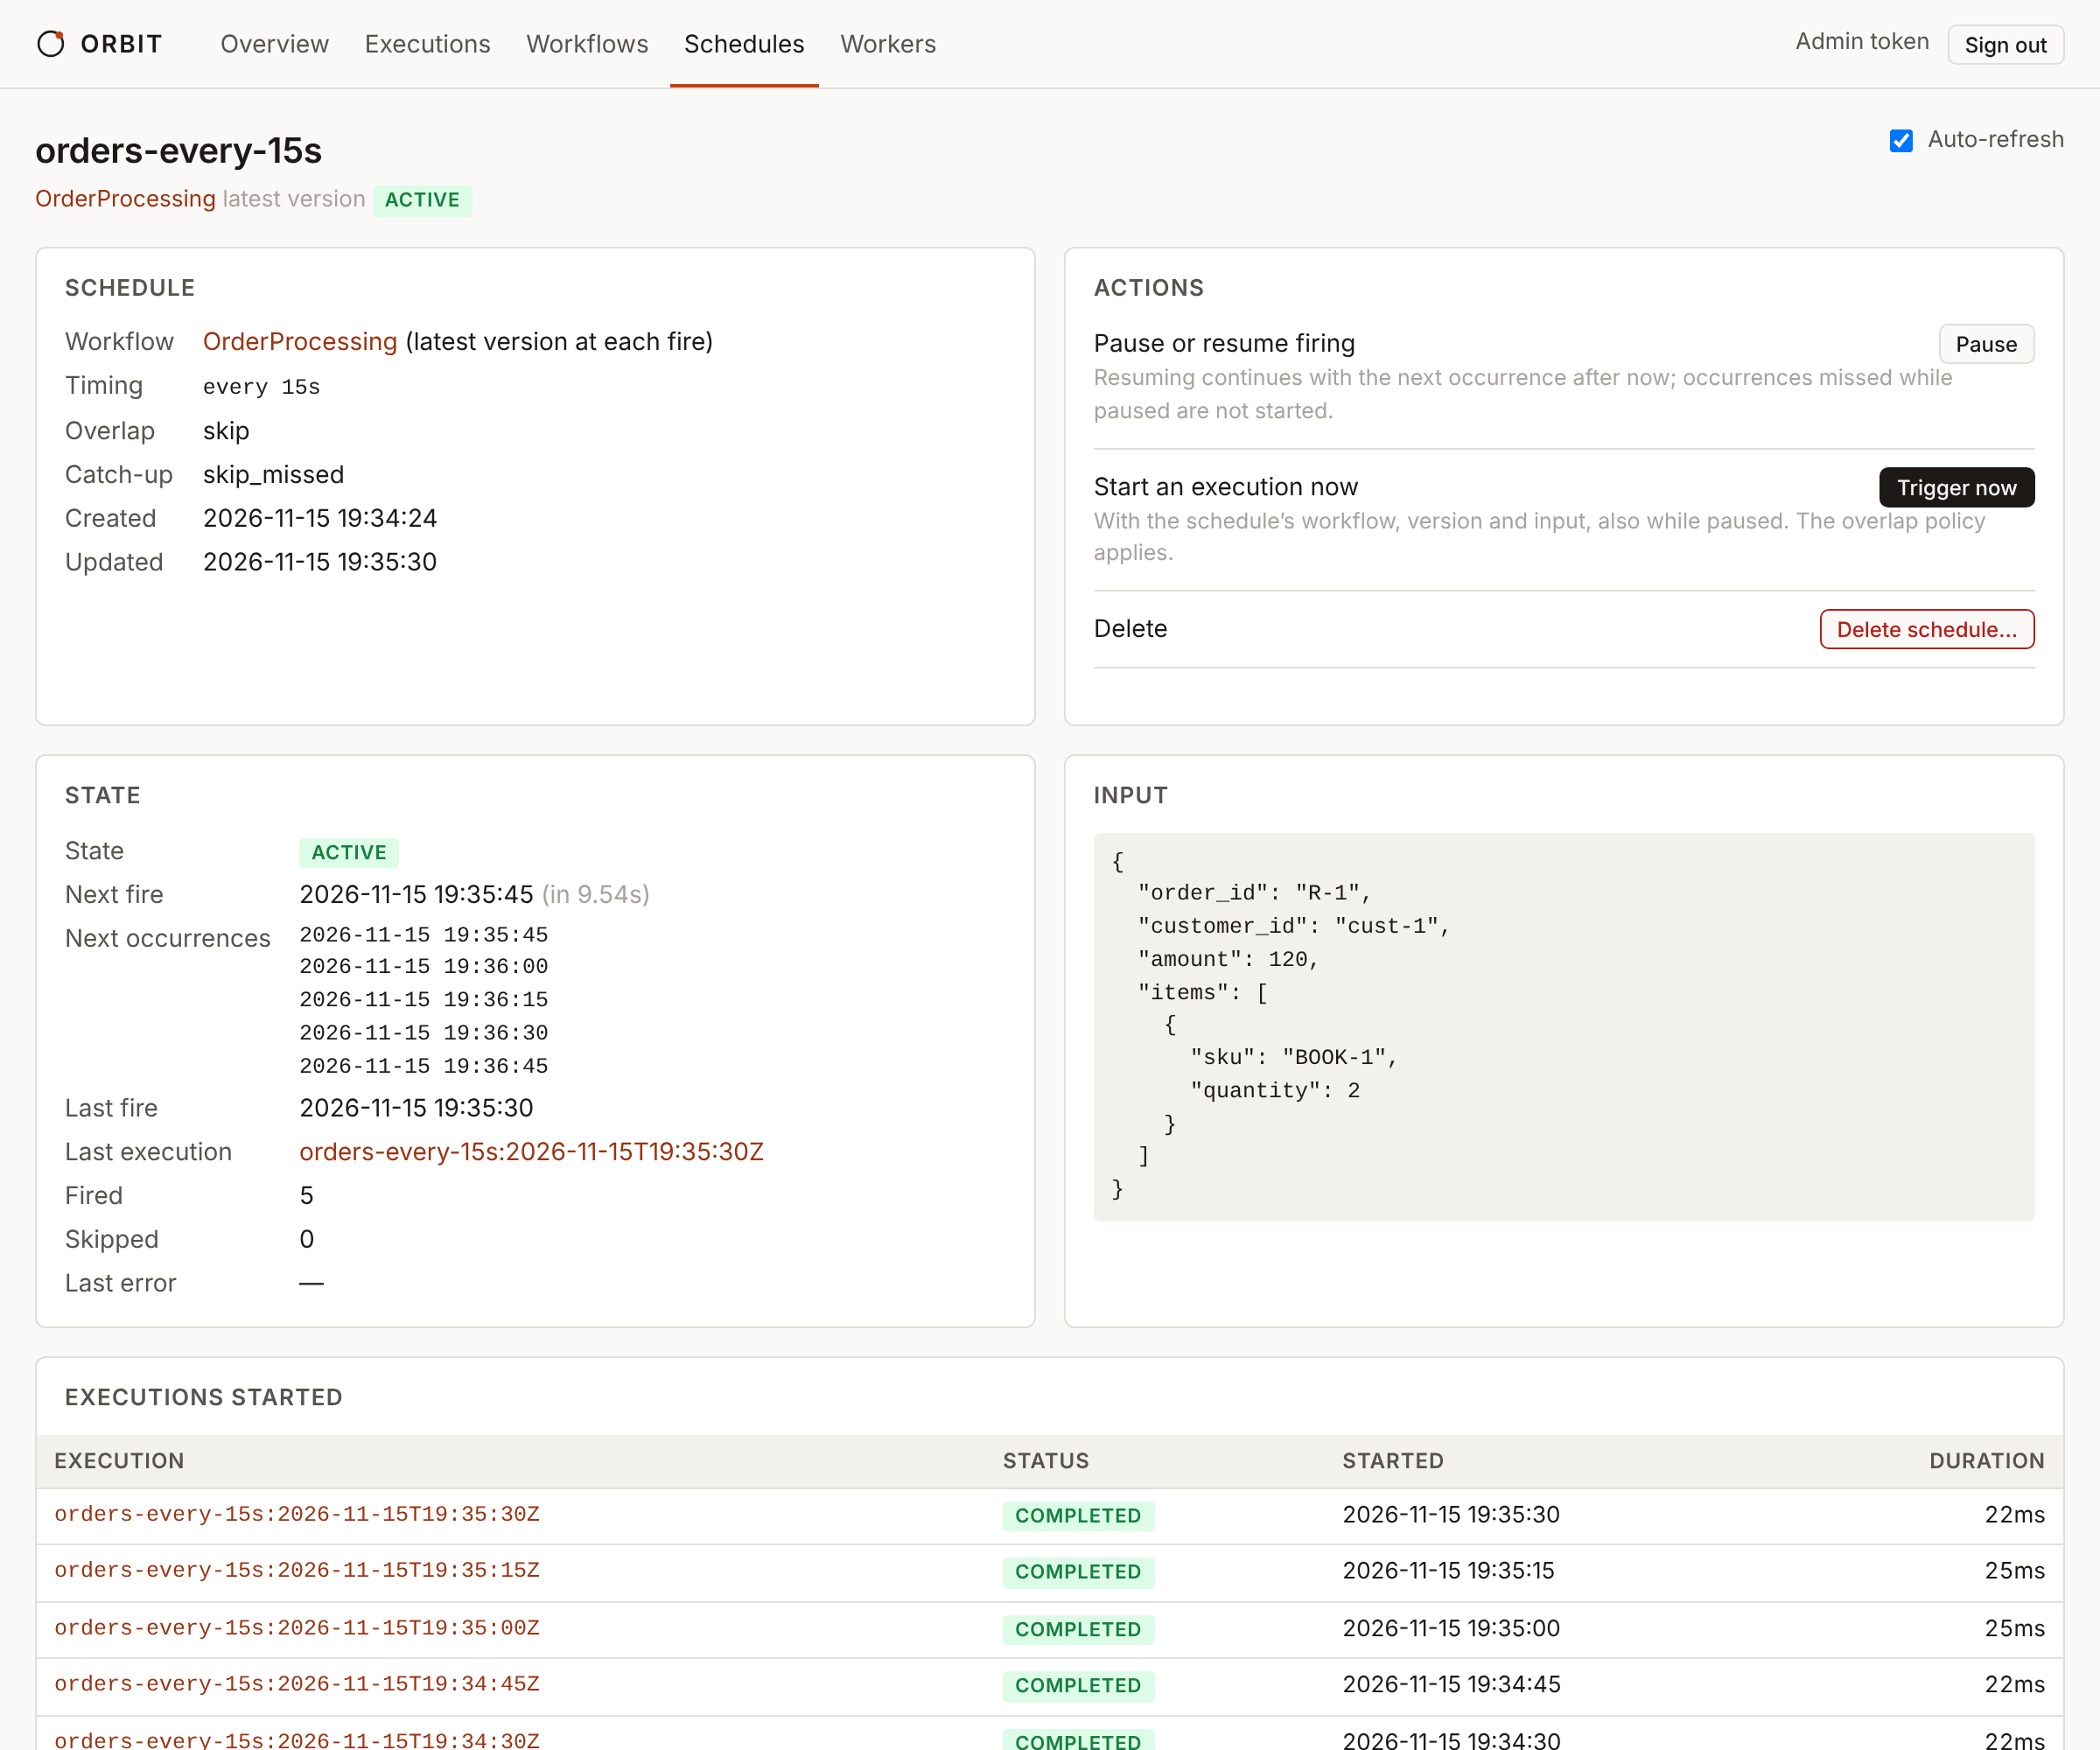 ORBIT Overview Executions Workflows Schedules Workers Admin token Sign out
orders-every-15s
Auto-refresh
OrderProcessing latest version ACTIVE
SCHEDULE
Workflow OrderProcessing (latest version at each fire)
Timing every 15s
Overlap skip
Catch-up skip_missed
Created 2026-11-15 19:34:24
Updated 2026-11-15 19:35:30
ACTIONS
Pause or resume firing Pause
Resuming continues with the next occurrence after now; occurrences missed while
paused are not started.
Start an execution now Trigger now
With the schedule’s workflow, version and input, also while paused. The overlap policy
applies.
Delete Delete schedule...
STATE
State ACTIVE
Next fire 2026-11-15 19:35:45 (in 9.54s)
Next occurrences 2026-11-15 19:35:45
2026-11-15 19:36:00
2026-11-15 19:36:15
2026-11-15 19:36:30
2026-11-15 19:36:45
Last fire 2026-11-15 19:35:30
Last execution orders-every-15s:2026-11-15T19:35:30Z
Fired 5
Skipped 0
Last error —
INPUT
{
"order_id": "R-1",
"customer_id": "cust-1",
"amount": 120,
"items": [
{
"sku": "BOOK-1",
"quantity": 2
}
]
}
EXECUTIONS STARTED
EXECUTION STATUS STARTED DURATION
orders-every-15s:2026-11-15T19:35:30Z COMPLETED 2026-11-15 19:35:30 22ms
orders-every-15s:2026-11-15T19:35:15Z COMPLETED 2026-11-15 19:35:15 25ms
orders-every-15s:2026-11-15T19:35:00Z COMPLETED 2026-11-15 19:35:00 25ms
orders-every-15s:2026-11-15T19:34:45Z COMPLETED 2026-11-15 19:34:45 22ms
orders-every-15s:2026-11-15T19:34:30Z COMPLETED 2026-11-15 19:34:30 22ms